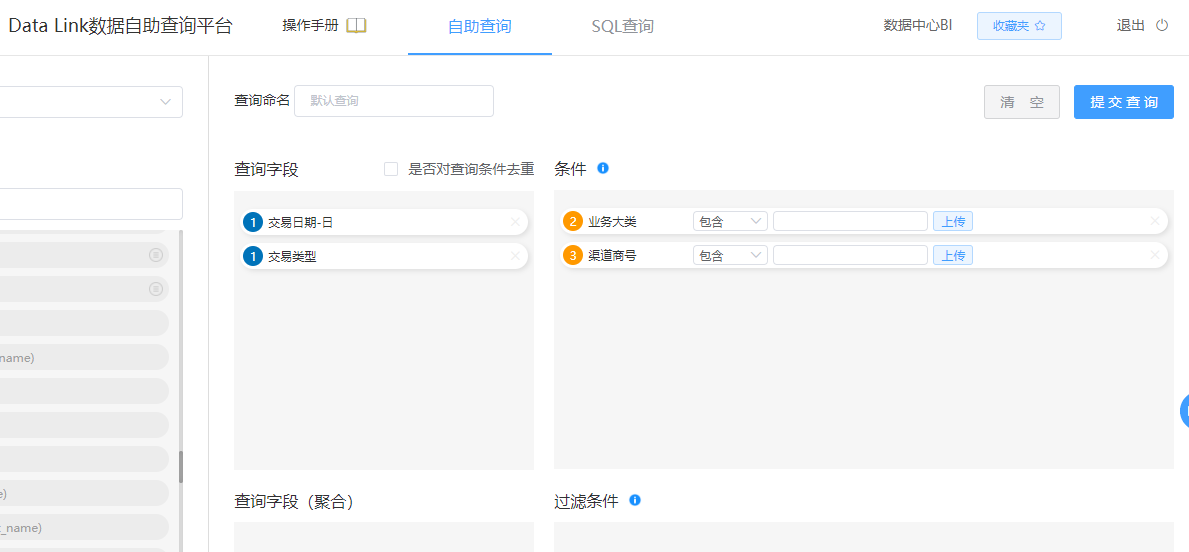 Data Link数据自助查询平台 操作手册 自助查询 SQL查询 数据中心BI 收藏夹 退出
查询命名 默认查询 清 空 提交查询
查询字段 是否对查询条件去重 条件
1 交易日期-日
1 交易类型
2 业务大类 包含 上传
3 渠道商号 包含 上传
name)
e)
t_name)
查询字段（聚合） 过滤条件